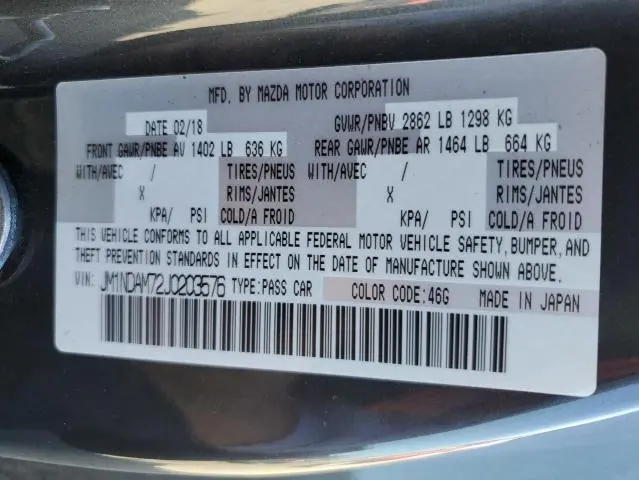 MFD. BY MAZDA MOTOR CORPORATION
DATE 02/18 GVWR/PNBV 2862 LB 1298 KG
FRONT GAWR/PNBE AV 1402 LB 636 KG REAR GAWR/PNBE AR 1464 LB 664 KG
WITH/AVEC / TIRES/PNEUS WITH/AVEC / TIRES/PNEUS
X RIMS/JANTES X RIMS/JANTES
KPA/ PSI COLD/A FROID KPA/ PSI COLD/A FROID
THIS VEHICLE CONFORMS TO ALL APPLICABLE FEDERAL MOTOR VEHICLE SAFETY, BUMPER, AND
THEFT PREVENTION STANDARDS IN EFFECT ON THE DATE OF MANUFACTURE SHOWN ABOVE.
VIN: JM1NDAM72J0203576 TYPE:PASS CAR COLOR CODE:46G MADE IN JAPAN